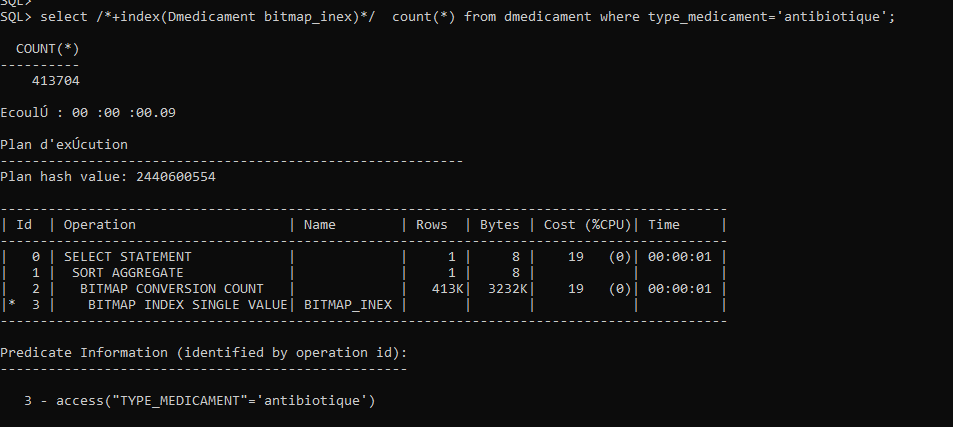 SQL>
SQL> select /*+index(Dmedicament bitmap_inex)*/  count(*) from dmedicament where type_medicament='antibiotique';
  COUNT(*)
----------
    413704
EcoulÚ : 00 :00 :00.09
Plan d'exÚcution
----------------------------------------------------------
Plan hash value: 2440600554
-------------------------------------------------------------------------------------------
| Id  | Operation                   | Name        | Rows  | Bytes | Cost (%CPU)| Time     |
-------------------------------------------------------------------------------------------
|   0 | SELECT STATEMENT            |             |     1 |     8 |    19   (0)| 00:00:01 |
|   1 |  SORT AGGREGATE             |             |     1 |     8 |            |          |
|   2 |   BITMAP CONVERSION COUNT   |             |   413K|  3232K|    19   (0)| 00:00:01 |
|*  3 |    BITMAP INDEX SINGLE VALUE| BITMAP_INEX |       |       |            |          |
-------------------------------------------------------------------------------------------
Predicate Information (identified by operation id):
---------------------------------------------------
   3 - access("TYPE_MEDICAMENT"='antibiotique')